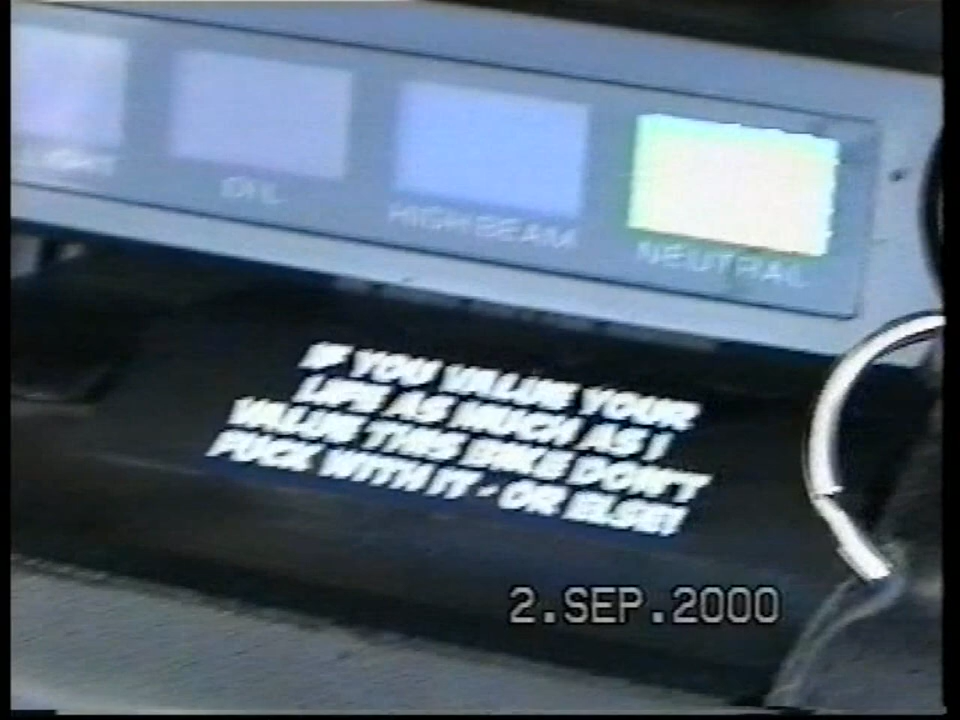 LIGHT
OIL
HIGH BEAM
NEUTRAL
IF YOU VALUE YOUR
LIFE AS MUCH AS I
VALUE THIS BIKE DON'T
FUCK WITH IT - OR ELSE!
2.SEP.2000